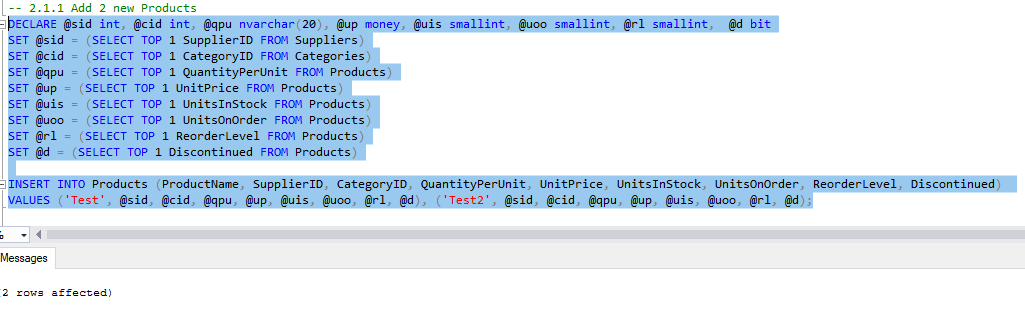 -- 2.1.1 Add 2 new Products
DECLARE @sid int, @cid int, @qpu nvarchar(20), @up money, @uis smallint, @uoo smallint, @rl smallint,  @d bit
SET @sid = (SELECT TOP 1 SupplierID FROM Suppliers)
SET @cid = (SELECT TOP 1 CategoryID FROM Categories)
SET @qpu = (SELECT TOP 1 QuantityPerUnit FROM Products)
SET @up = (SELECT TOP 1 UnitPrice FROM Products)
SET @uis = (SELECT TOP 1 UnitsInStock FROM Products)
SET @uoo = (SELECT TOP 1 UnitsOnOrder FROM Products)
SET @rl = (SELECT TOP 1 ReorderLevel FROM Products)
SET @d = (SELECT TOP 1 Discontinued FROM Products)
INSERT INTO Products (ProductName, SupplierID, CategoryID, QuantityPerUnit, UnitPrice, UnitsInStock, UnitsOnOrder, ReorderLevel, Discontinued)
VALUES ('Test', @sid, @cid, @qpu, @up, @uis, @uoo, @rl, @d), ('Test2', @sid, @cid, @qpu, @up, @uis, @uoo, @rl, @d);
%
Messages
(2 rows affected)